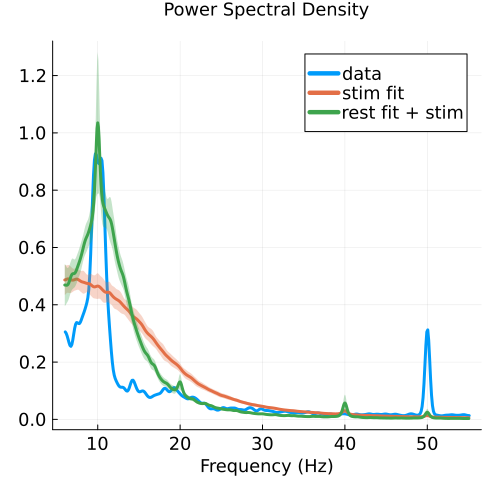 Power Spectral Density
data
stim fit
rest fit + stim
1.2
1.0
0.8
0.6
0.4
0.2
0.0
10 20 30 40 50
Frequency (Hz)